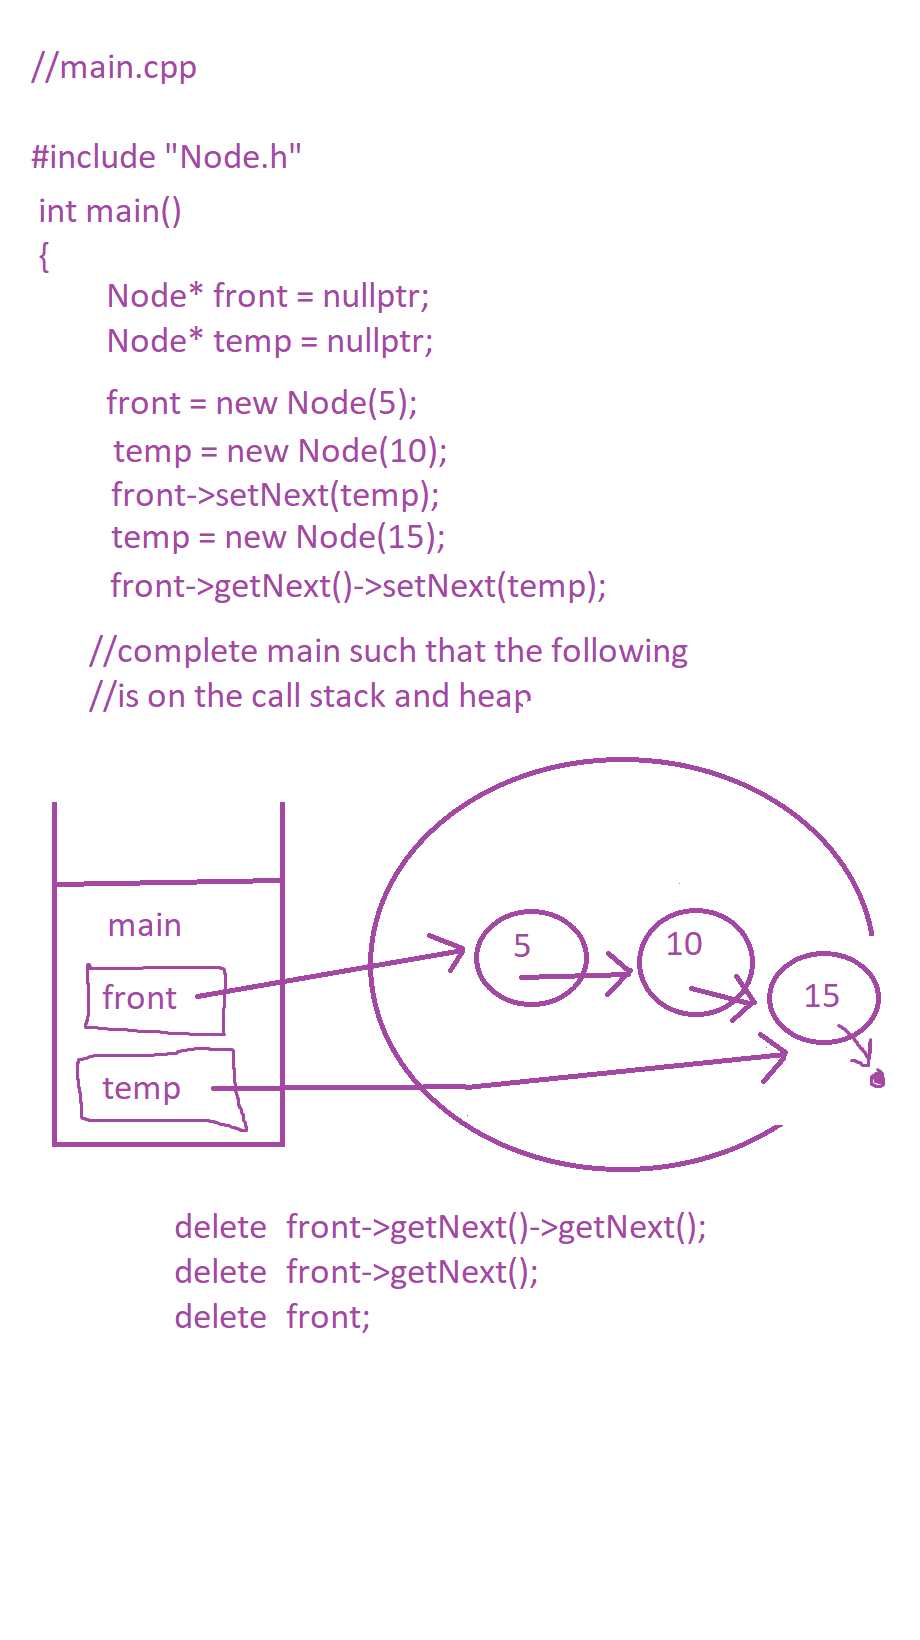 //main.cpp
#include "Node.h"
int main()
{
Node* front = nullptr;
Node* temp = nullptr;
front = new Node(5);
temp = new Node(10);
front->setNext(temp);
temp = new Node(15);
front->getNext()->setNext(temp);
//complete main such that the following
//is on the call stack and heap
main
5
10
front
15
temp
delete front->getNext()->getNext();
delete front->getNext();
delete front;